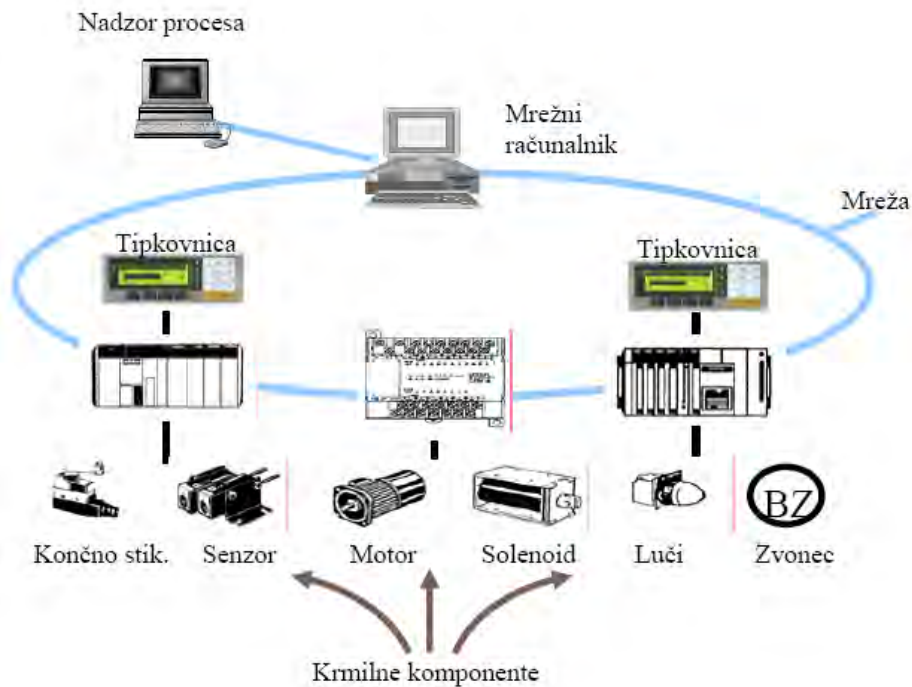 Nadzor procesa
Mrežni
računalnik
Mreža
Tipkovnica
Tipkovnica
Končno stik.
Senzor
Motor
Solenoid
Luči
BZ
Zvonec
Krmilne komponente